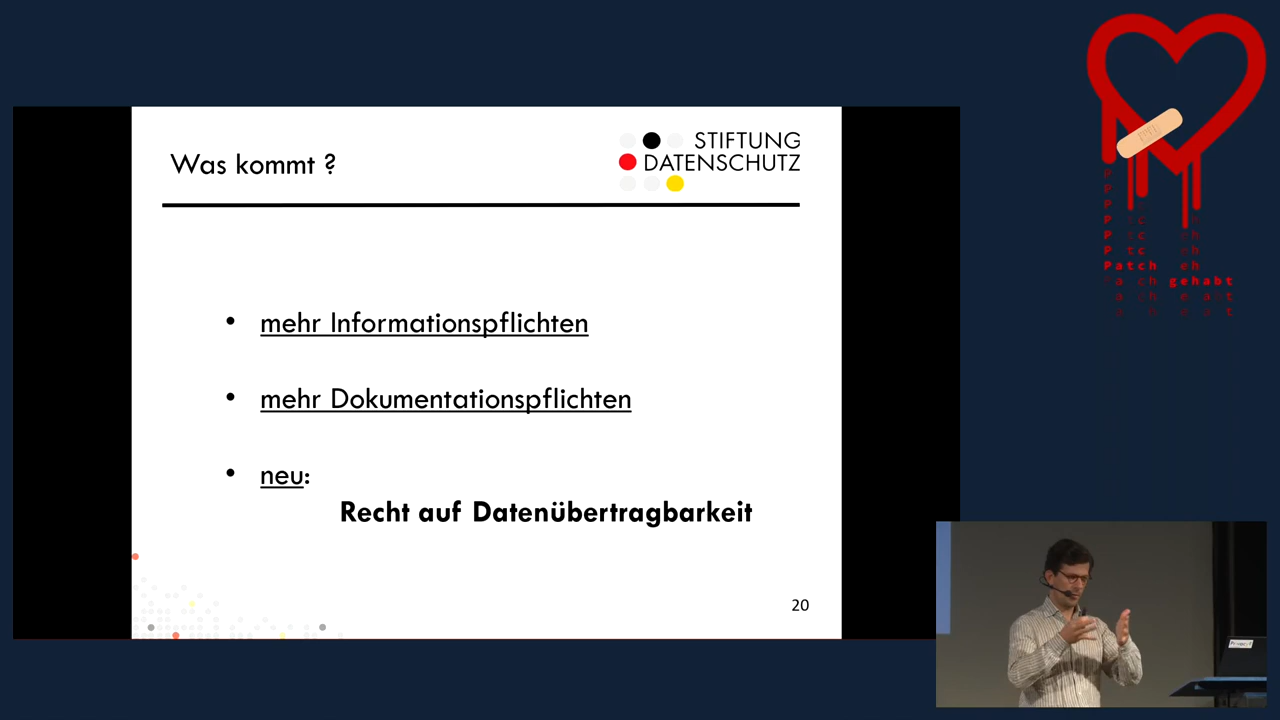 Was kommt ?
STIFTUNG
DATENSCHUTZ
• mehr Informationspflichten
• mehr Dokumentationspflichten
• neu:
Recht auf Datenübertragbarkeit
20
Patch
gehabt